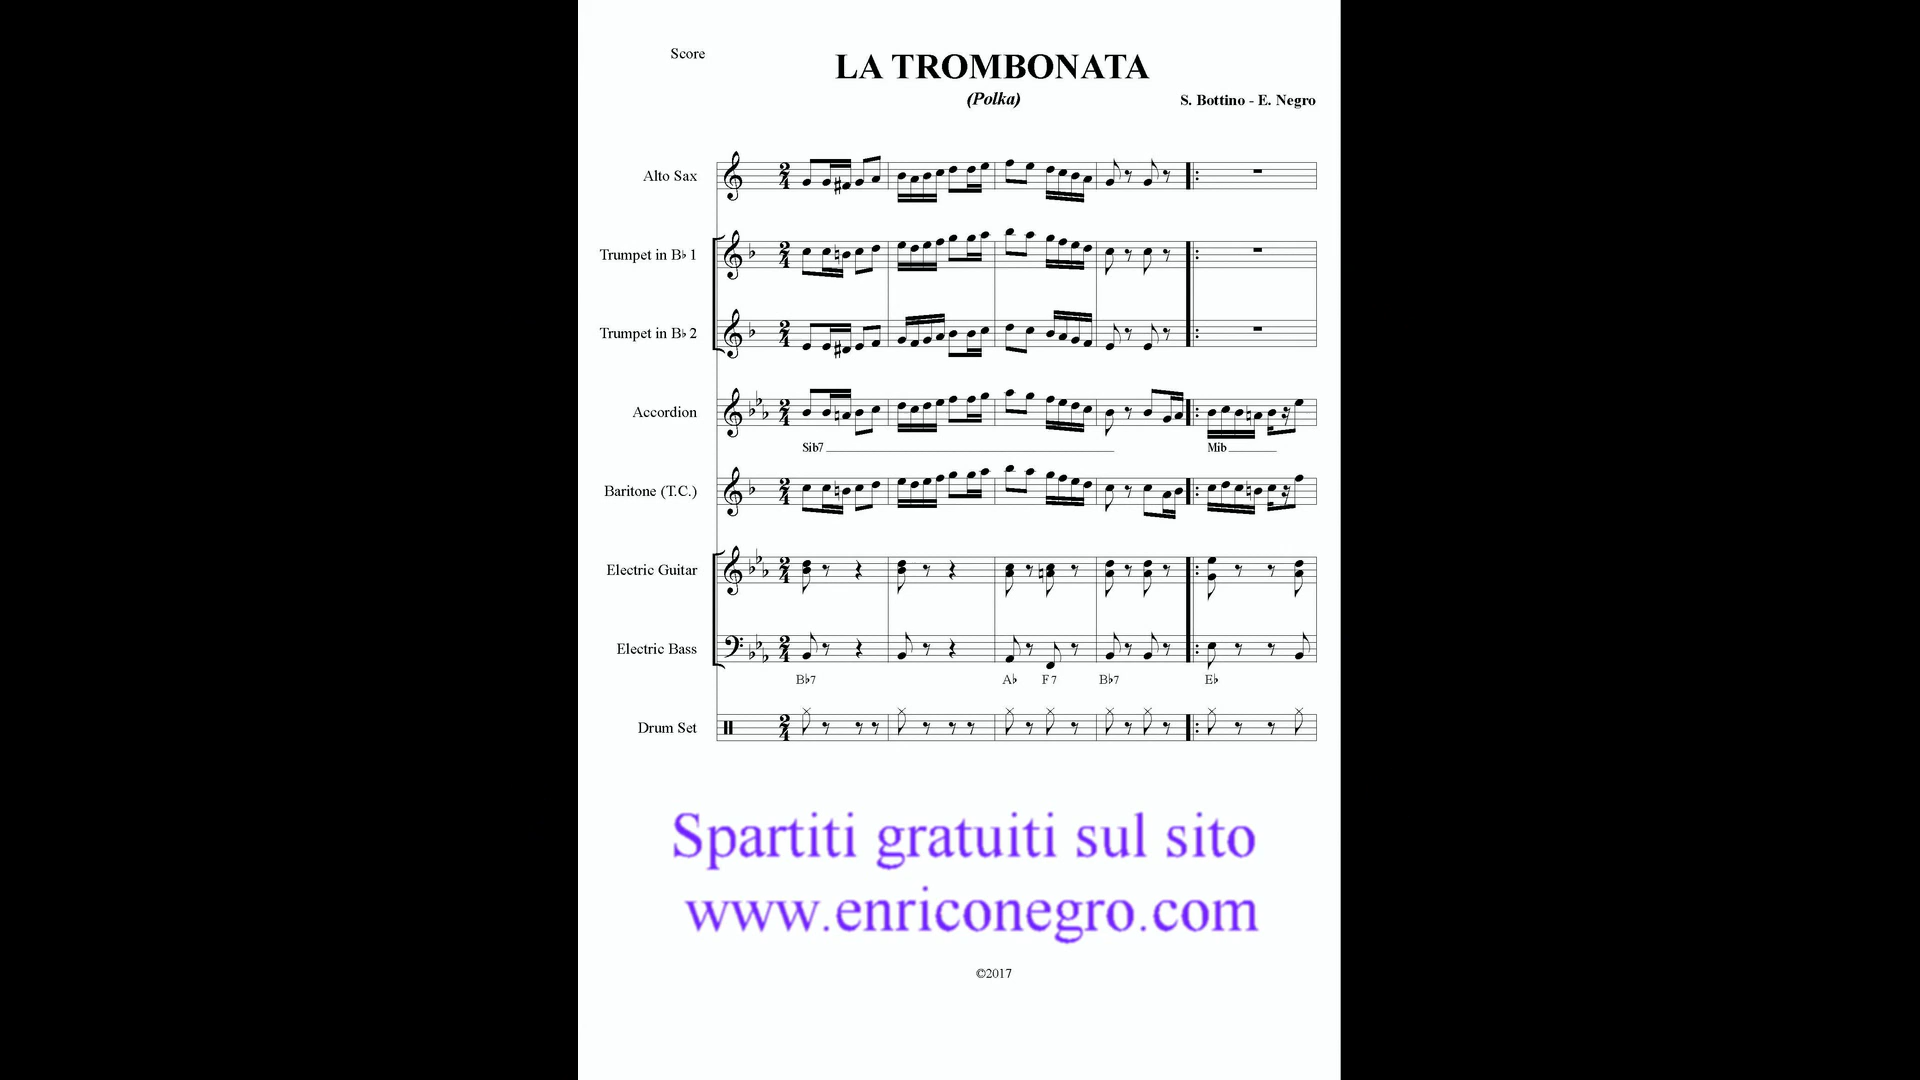 Score
LA TROMBONATA
(Polka)
S. Bottino - E. Negro
Alto Sax
Trumpet in B♭ 1
Trumpet in B♭ 2
Accordion
Sib7 Mib
Baritone (T.C.)
Electric Guitar
Electric Bass
B♭7 A♭ F7 B♭7 E♭
Drum Set
Spartiti gratuiti sul sito
www.enriconegro.com
©2017